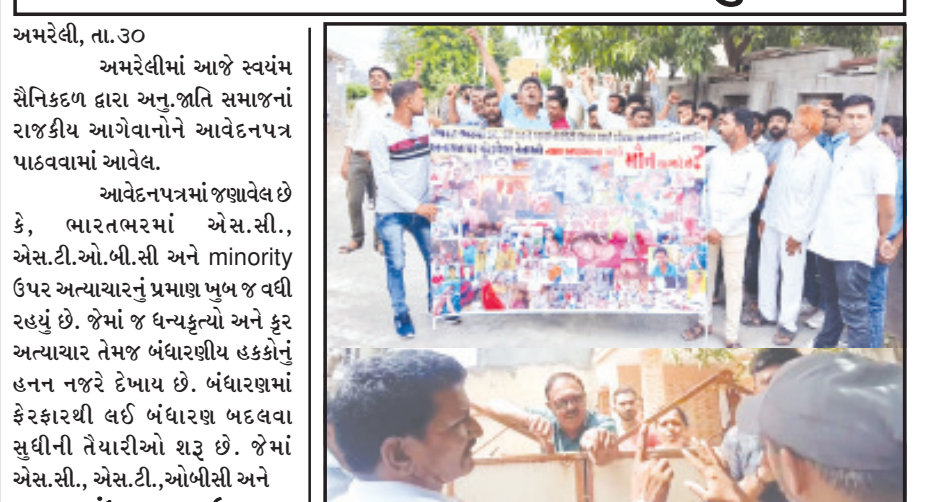 અમરેલી, તા.૩૦
અમરેલીમાં આજે સ્વયંમ
સૈનિકદળ દ્વારા અનુ.જાતિ સમાજનાં
રાજકીય આગેવાનોને આવેદનપત્ર
પાઠવવામાં આવેલ.
આવેદનપત્રમાં જણાવેલ છે
કે, ભારતભરમાં એસ.સી.,
એસ.ટી.ઓ.બી.સી અને minority
ઉપર અત્યાચારનું પ્રમાણ ખુબ જ વધી
રહયું છે. જેમાં જ ધન્યકૃત્યો અને કુર
અત્યાચાર તેમજ બંધારણીય હકકોનું
હનન નજરે દેખાય છે. બંધારણમાં
ફેરફારથી લઈ બંધારણ બદલવા
સુધીની તૈયારીઓ શરૂ છે. જેમાં
એસ.સી., એસ.ટી.,ઓબીસી અને
મૌન
?